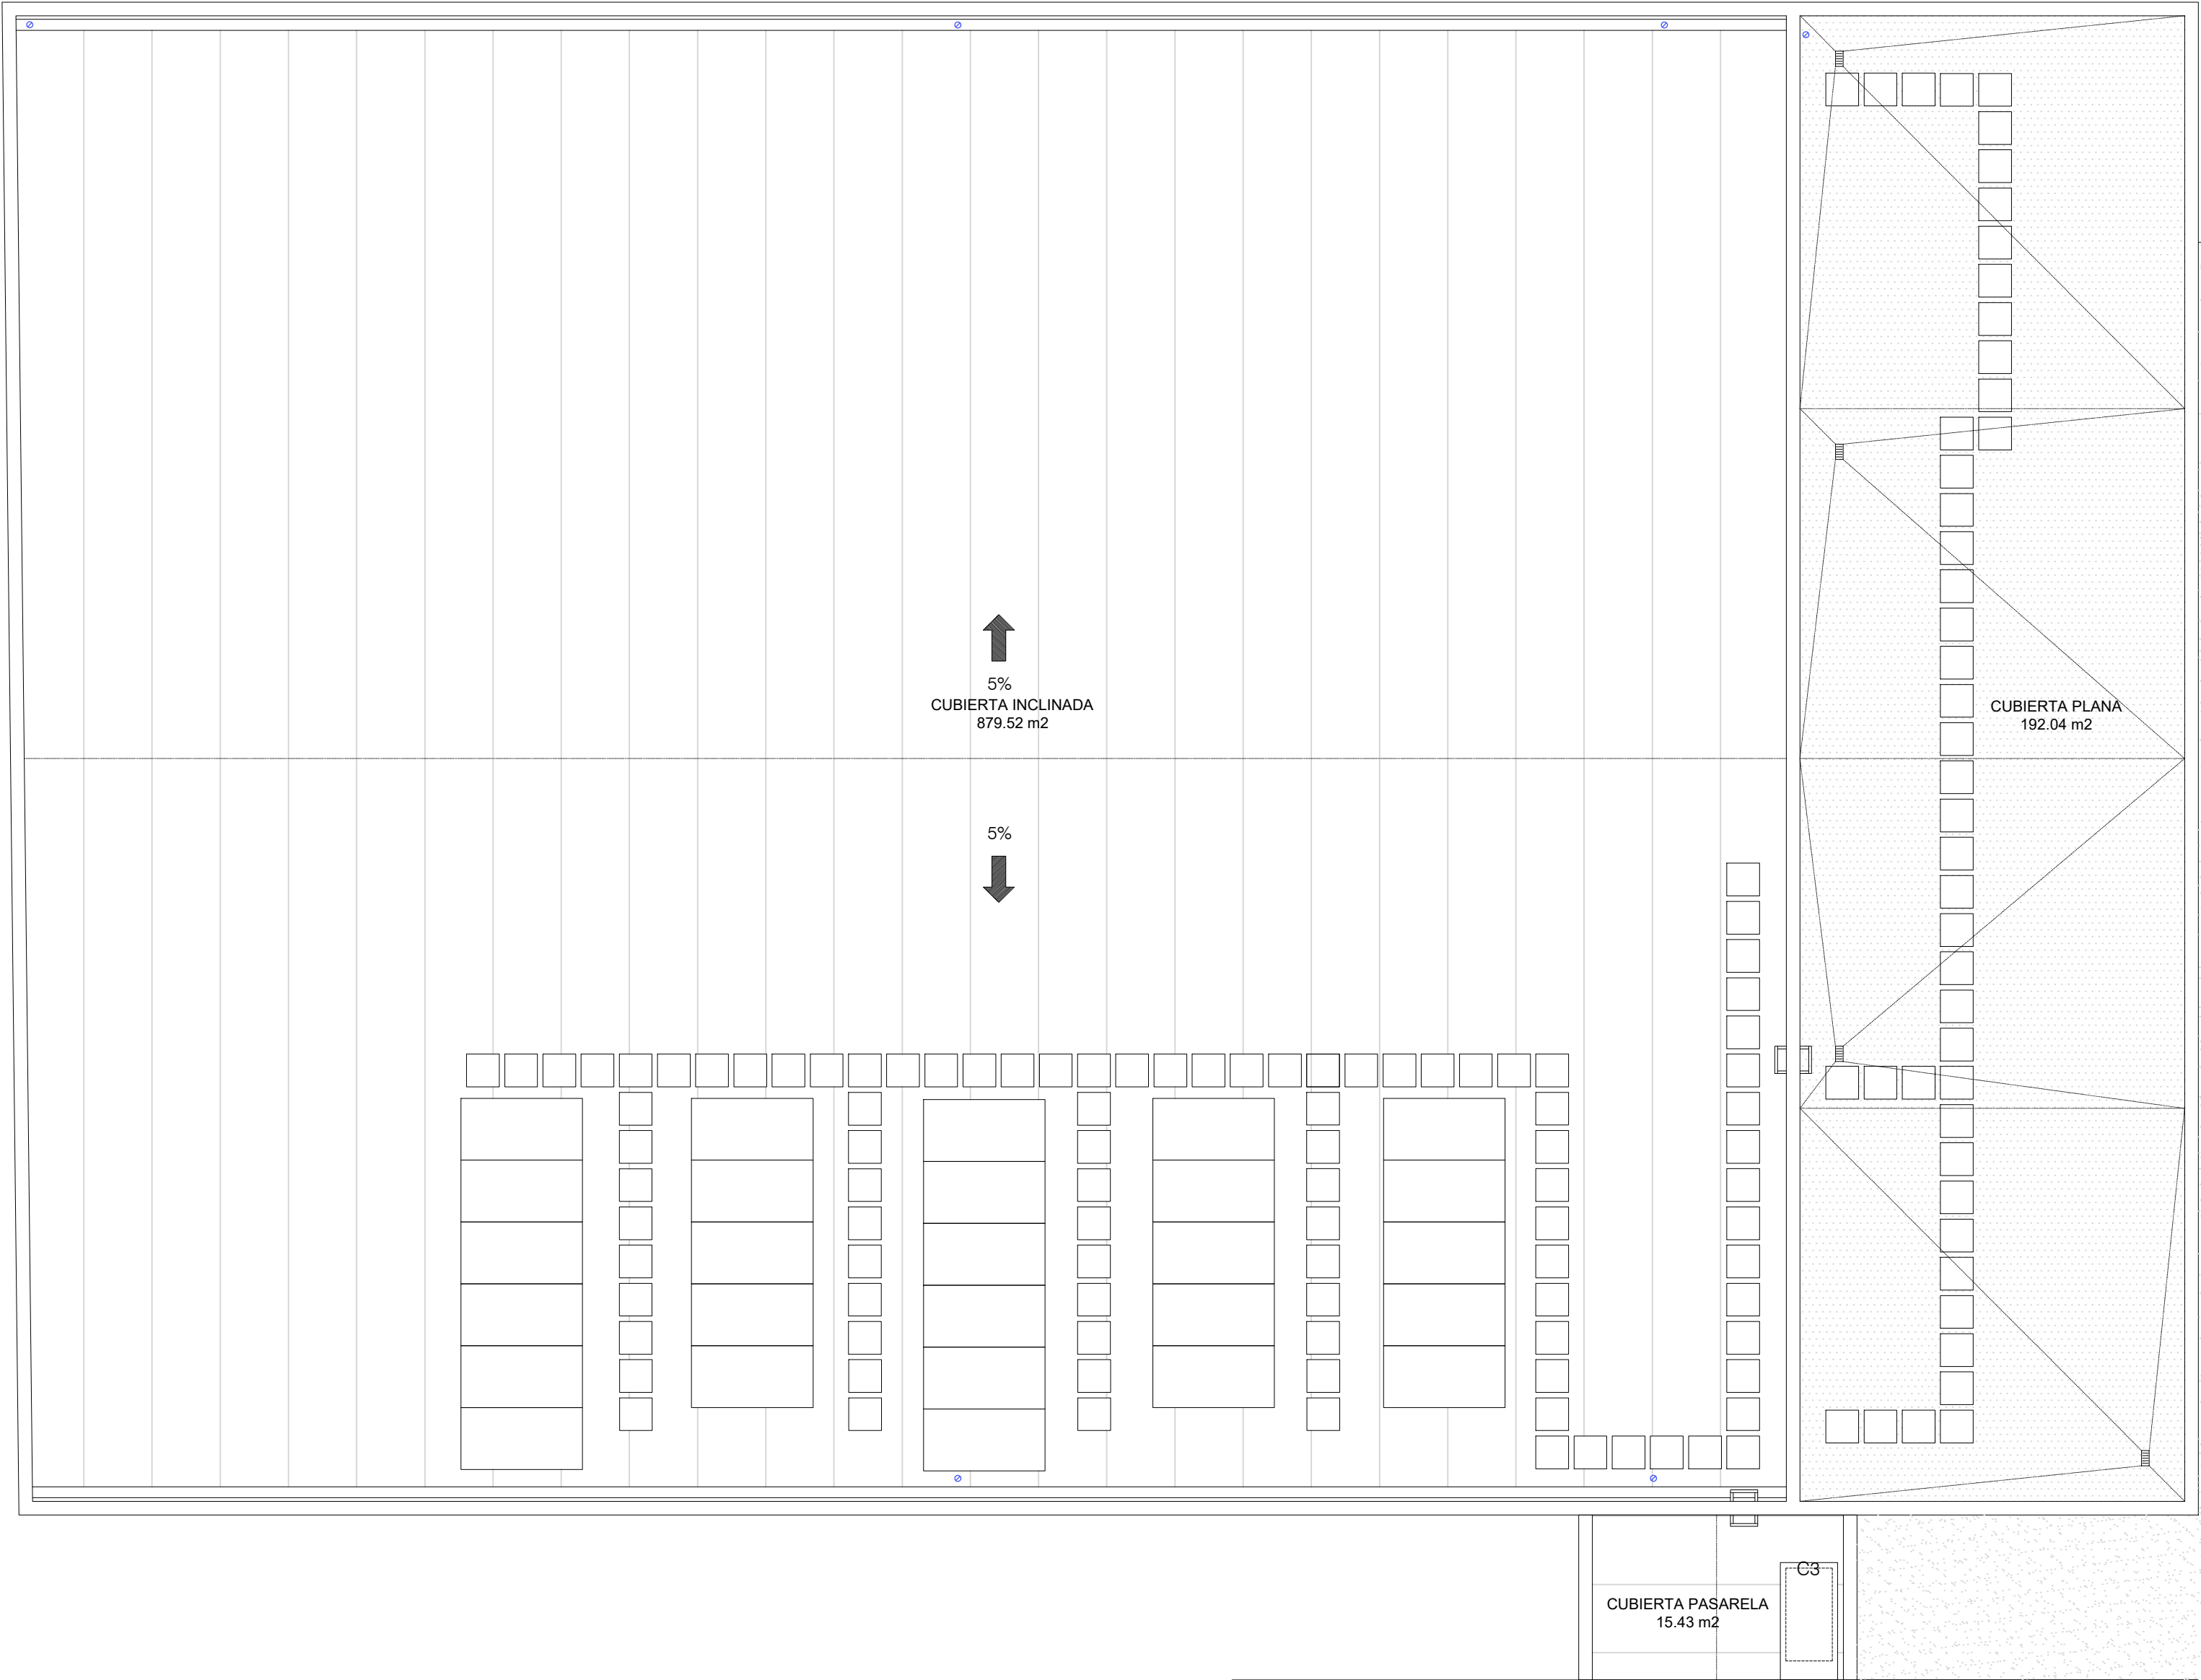 5%
CUBIERTA INCLINADA
879.52 m2
CUBIERTA PLANA
192.04 m2
5%
C3
CUBIERTA PASARELA
15.43 m2